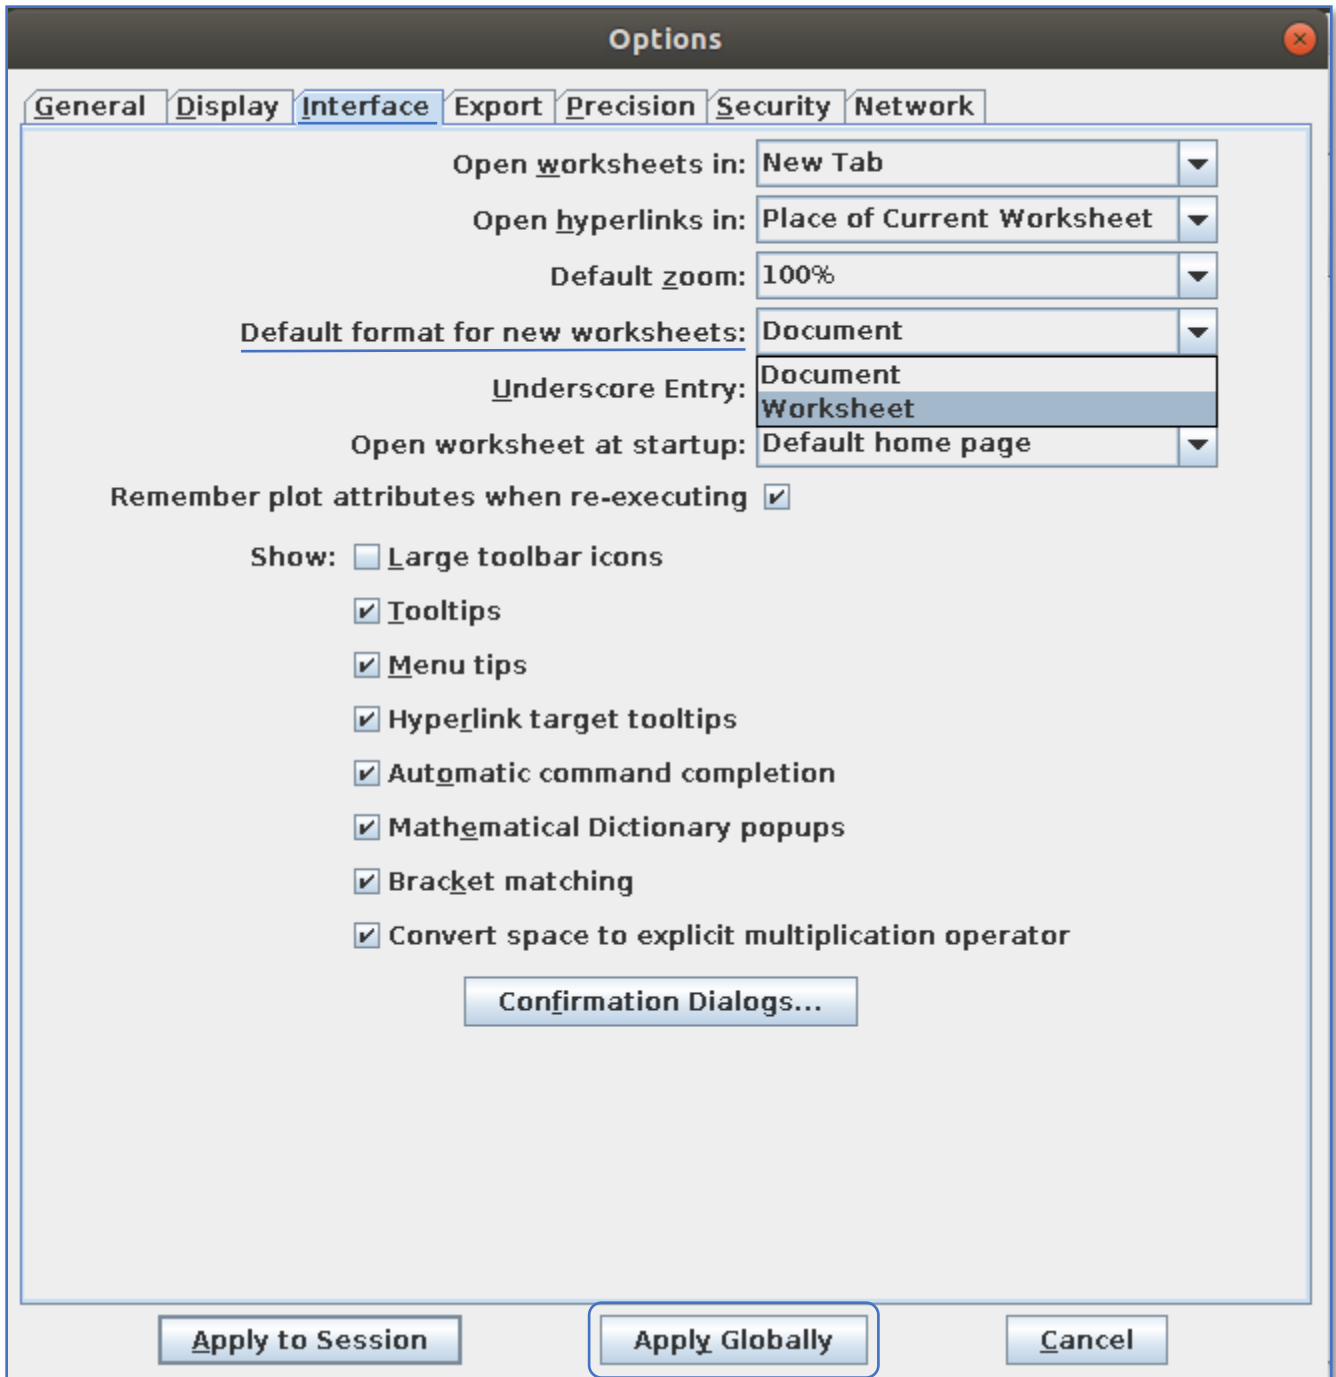 Options
General Display Interface Export Precision Security Network
Open worksheets in: New Tab
Open hyperlinks in: Place of Current Worksheet
Default zoom: 100%
Default format for new worksheets: Document
Document
Underscore Entry:
Worksheet
Open worksheet at startup: Default home page
Remember plot attributes when re-executing
Show: Large toolbar icons
Tooltips
Menu tips
Hyperlink target tooltips
Automatic command completion
Mathematical Dictionary popups
Bracket matching
Convert space to explicit multiplication operator
Confirmation Dialogs...
Apply to Session Apply Globally Cancel